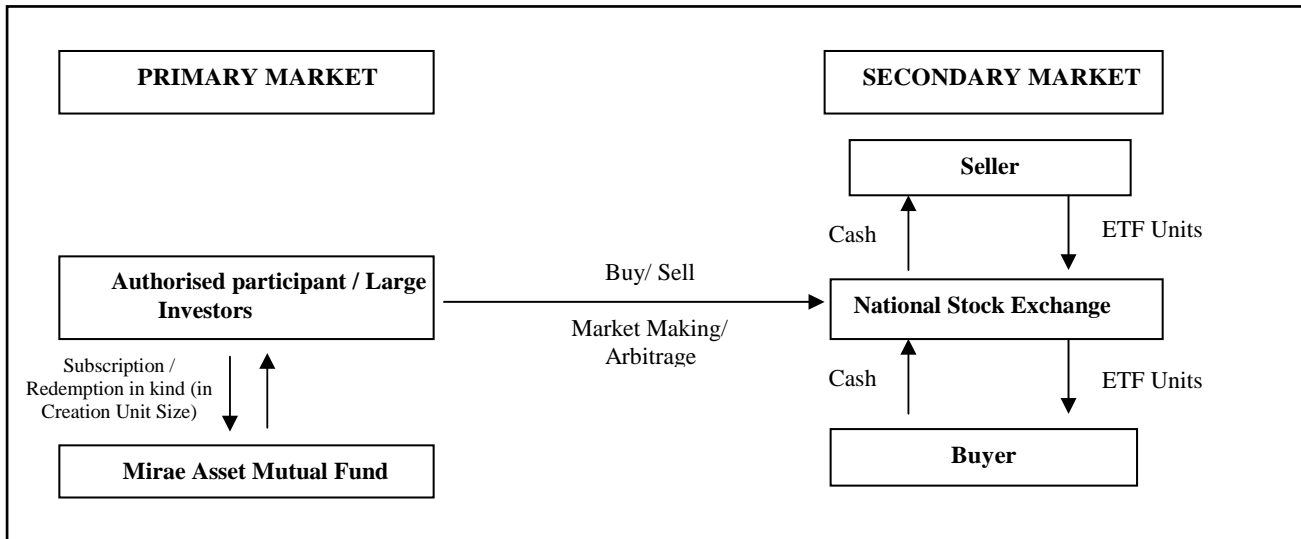 PRIMARY MARKET
SECONDARY MARKET
Seller
Cash
ETF Units
Authorised participant / Large
Investors
Buy/ Sell
Market Making/
Arbitrage
National Stock Exchange
Subscription /
Redemption in kind (in
Creation Unit Size)
Cash
ETF Units
Mirae Asset Mutual Fund
Buyer